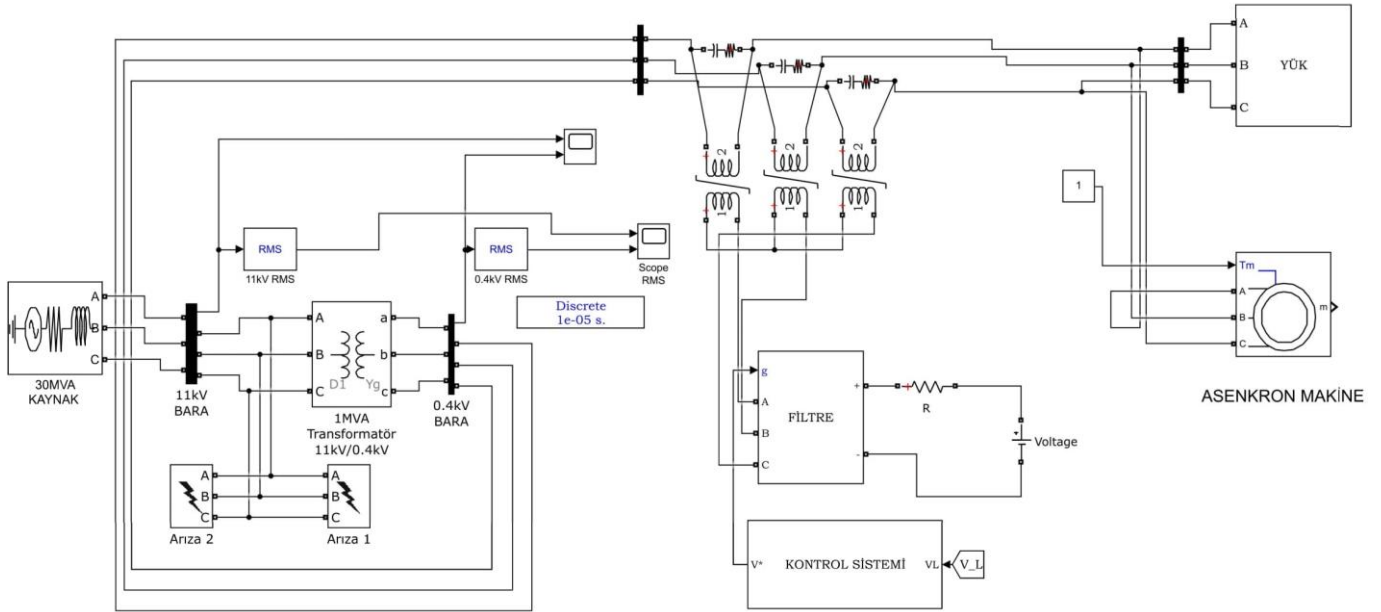 A
B
C
YÜK
2
1
2
1
2
1
1
RMS
11kV RMS
RMS
0.4kV RMS
Scope
RMS
Discrete
1e-05 s.
A
B
C
30MVA
KAYNAK
11kV
BARA
A
B
C
a
b
c
D1
Yg
1MVA
Transformatör
11kV/0.4kV
0.4kV
BARA
Tm
A
B
C
m
ASENKRON MAKİNE
g
A
B
C
FİLTRE
+
-
R
+
Voltage
A
B
C
Arıza 2
A
B
C
Arıza 1
V*
KONTROL SİSTEMİ
VL
V_L